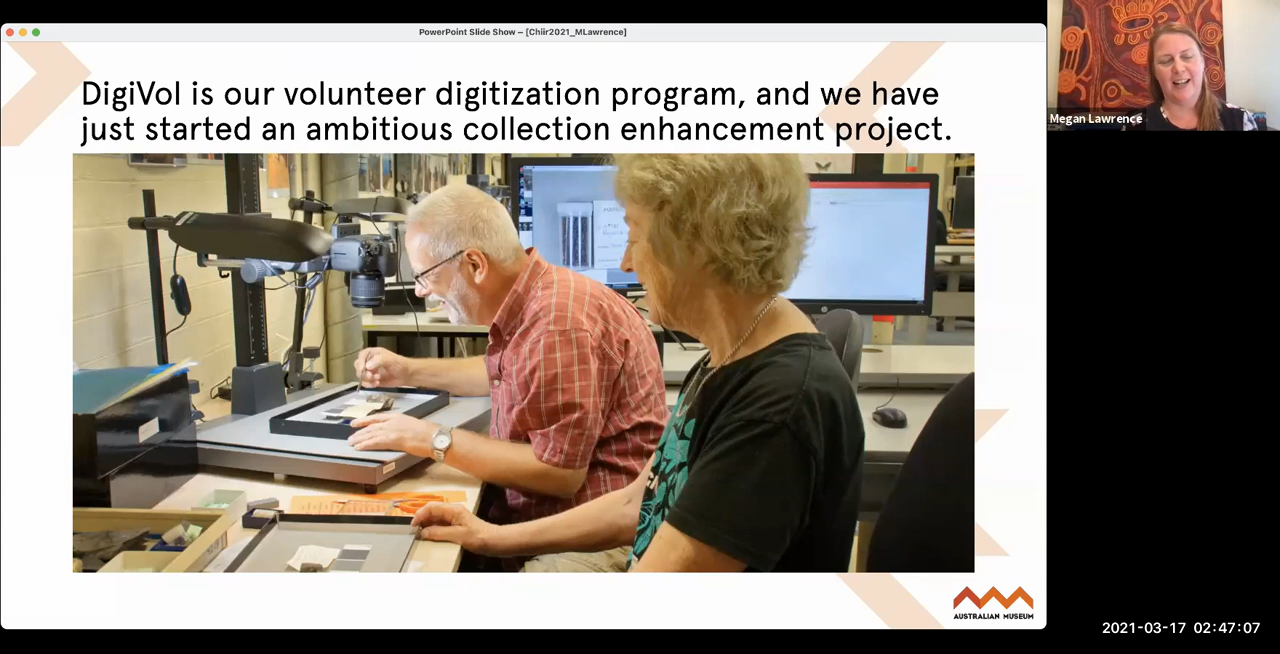 PowerPoint Slide Show – [Chiir2021_MLawrence]
DigiVol is our volunteer digitization program, and we have
just started an ambitious collection enhancement project.
Megan Lawrence
AUSTRALIAN MUSEUM
2021-03-17 02:47:07